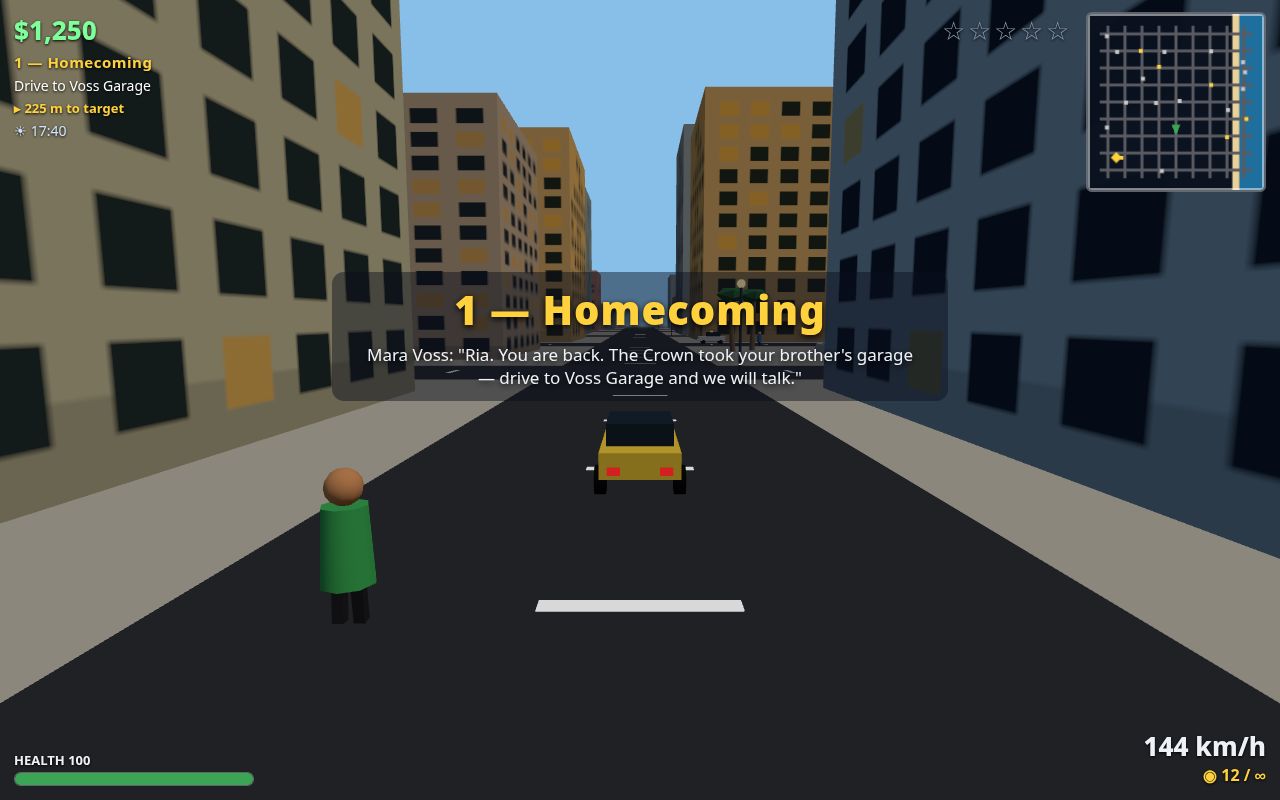 $1,250
1 — Homecoming
Drive to Voss Garage
▸ 225 m to target
☀ 17:40
☆☆☆☆☆
1 — Homecoming
Mara Voss: "Ria. You are back. The Crown took your brother's garage
— drive to Voss Garage and we will talk."
HEALTH 100
144 km/h
◉ 12 / ∞